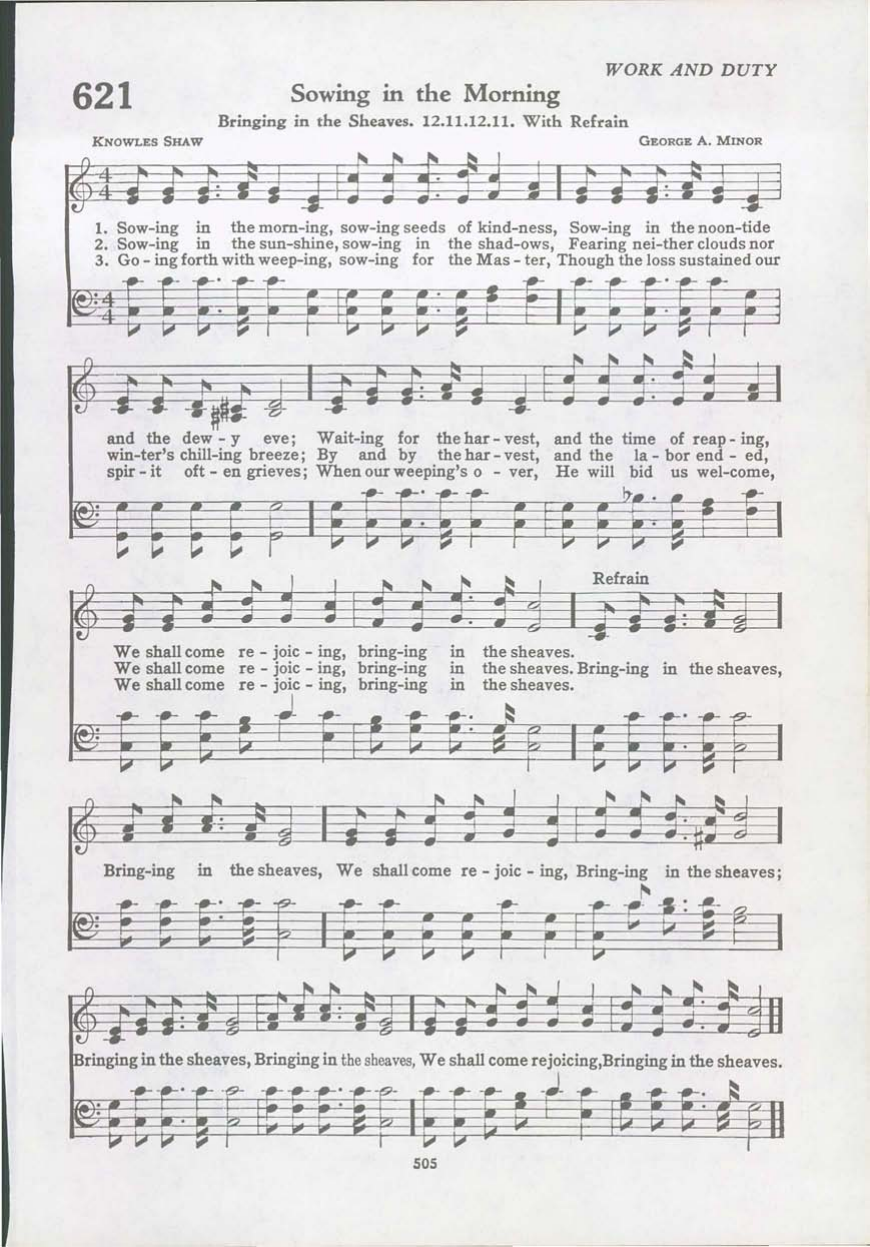 WORK AND DUTY
621
Sowing in the Morning
Bringing in the Sheaves. 12.11.12.11. With Refrain
KNOWLES SHAW GEORGE A. MINOR
1. Sow-ing in the morn-ing, sow-ing seeds of kind-ness, Sow-ing in the noon-tide
2. Sow-ing in the sun-shine, sow-ing in the shad-ows, Fearing nei-ther clouds nor
3. Go - ing forth with weep-ing, sow-ing for the Mas - ter, Though the loss sustained our
and the dew - y eve; Wait-ing for the har - vest, and the time of reap - ing,
win-ter's chill-ing breeze; By and by the har - vest, and the la - bor end - ed,
spir - it oft - en grieves; When our weeping's o - ver, He will bid us wel-come,
Refrain
We shall come re - joic - ing, bring-ing in the sheaves.
We shall come re - joic - ing, bring-ing in the sheaves. Bring-ing in the sheaves,
We shall come re - joic - ing, bring-ing in the sheaves.
Bring-ing in the sheaves, We shall come re - joic - ing, Bring-ing in the sheaves;
Bringing in the sheaves, Bringing in the sheaves, We shall come rejoicing,Bringing in the sheaves.
505